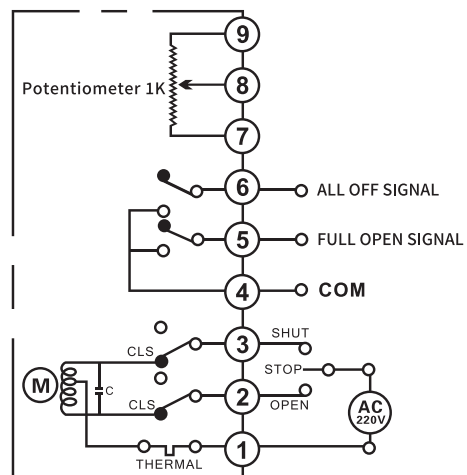 9
Potentiometer 1K
8
7
6 ALL OFF SIGNAL
5 FULL OPEN SIGNAL
4 COM
CLS 3 SHUT
STOP
M C
CLS 2 OPEN
AC
220V
1
THERMAL